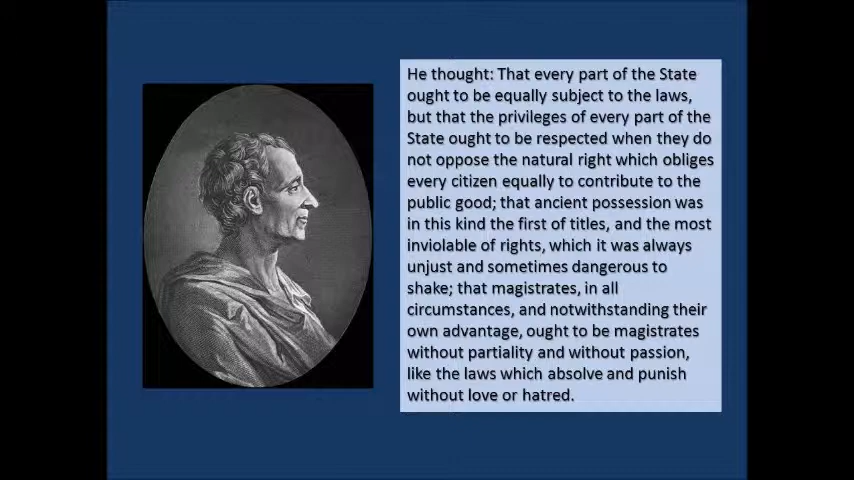 He thought: That every part of the State
ought to be equally subject to the laws,
but that the privileges of every part of the
State ought to be respected when they do
not oppose the natural right which obliges
every citizen equally to contribute to the
public good; that ancient possession was
in this kind the first of titles, and the most
inviolable of rights, which it was always
unjust and sometimes dangerous to
shake; that magistrates, in all
circumstances, and notwithstanding their
own advantage, ought to be magistrates
without partiality and without passion,
like the laws which absolve and punish
without love or hatred.